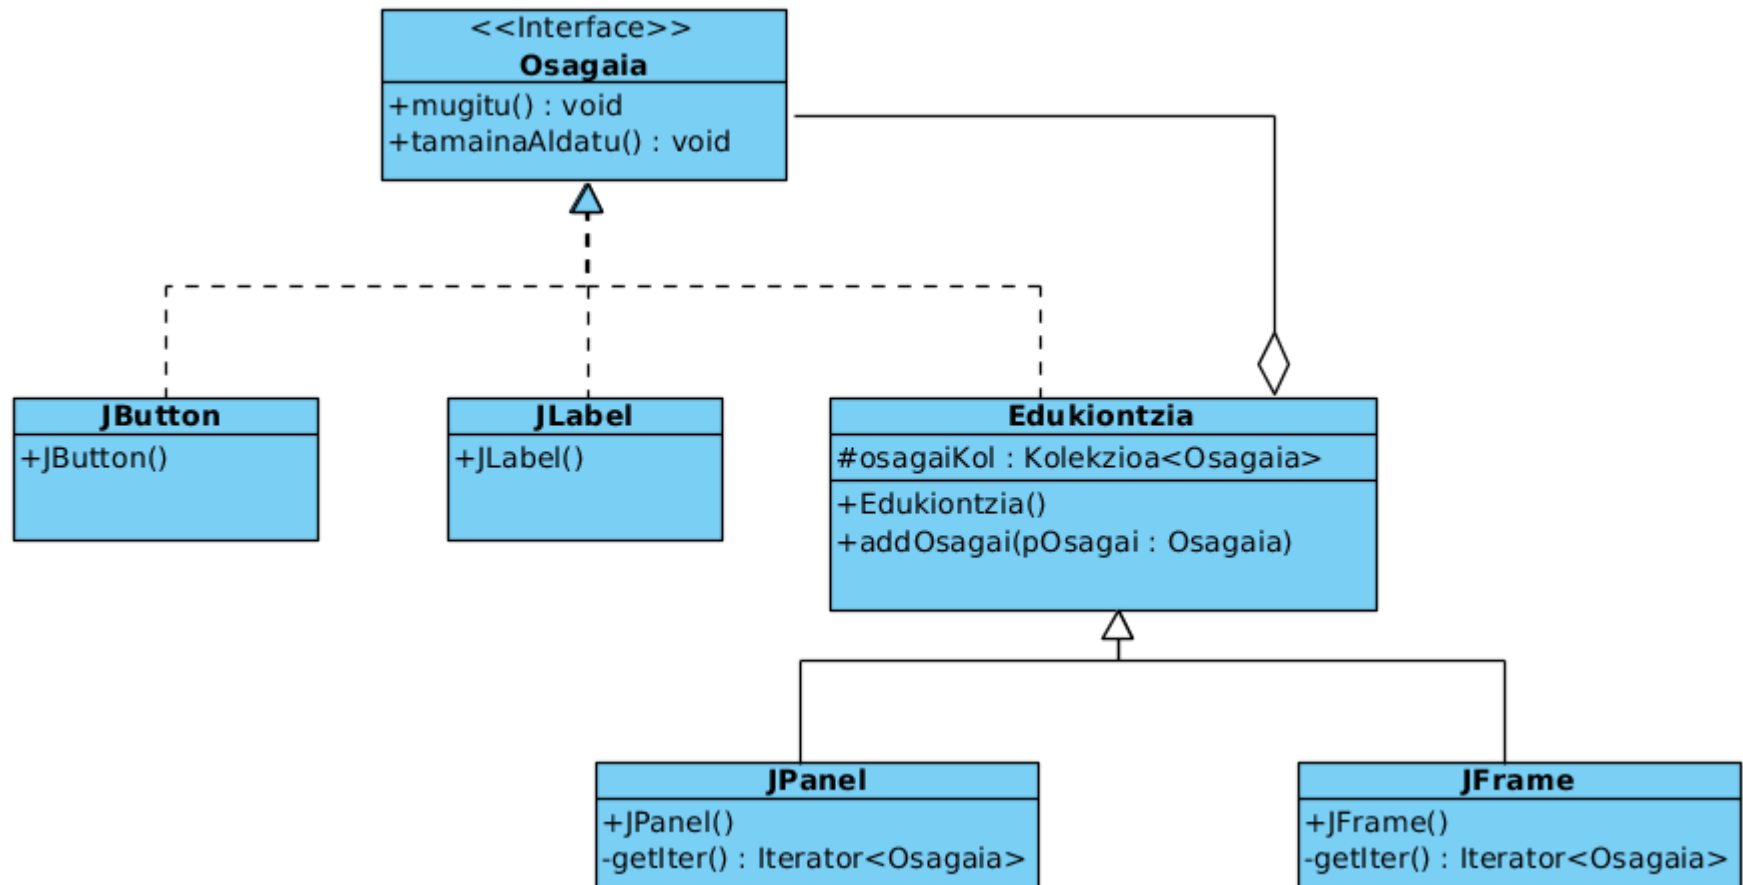 <<Interface>>
Osagaia
+mugitu() : void
+tamainaAldatu() : void
JButton
+JButton()
JLabel
+JLabel()
Edukiontzia
#osagaiKol : Kolekzioa<Osagaia>
+Edukiontzia()
+addOsagai(pOsagai : Osagaia)
JPanel
+JPanel()
-getIter() : Iterator<Osagaia>
JFrame
+JFrame()
-getIter() : Iterator<Osagaia>